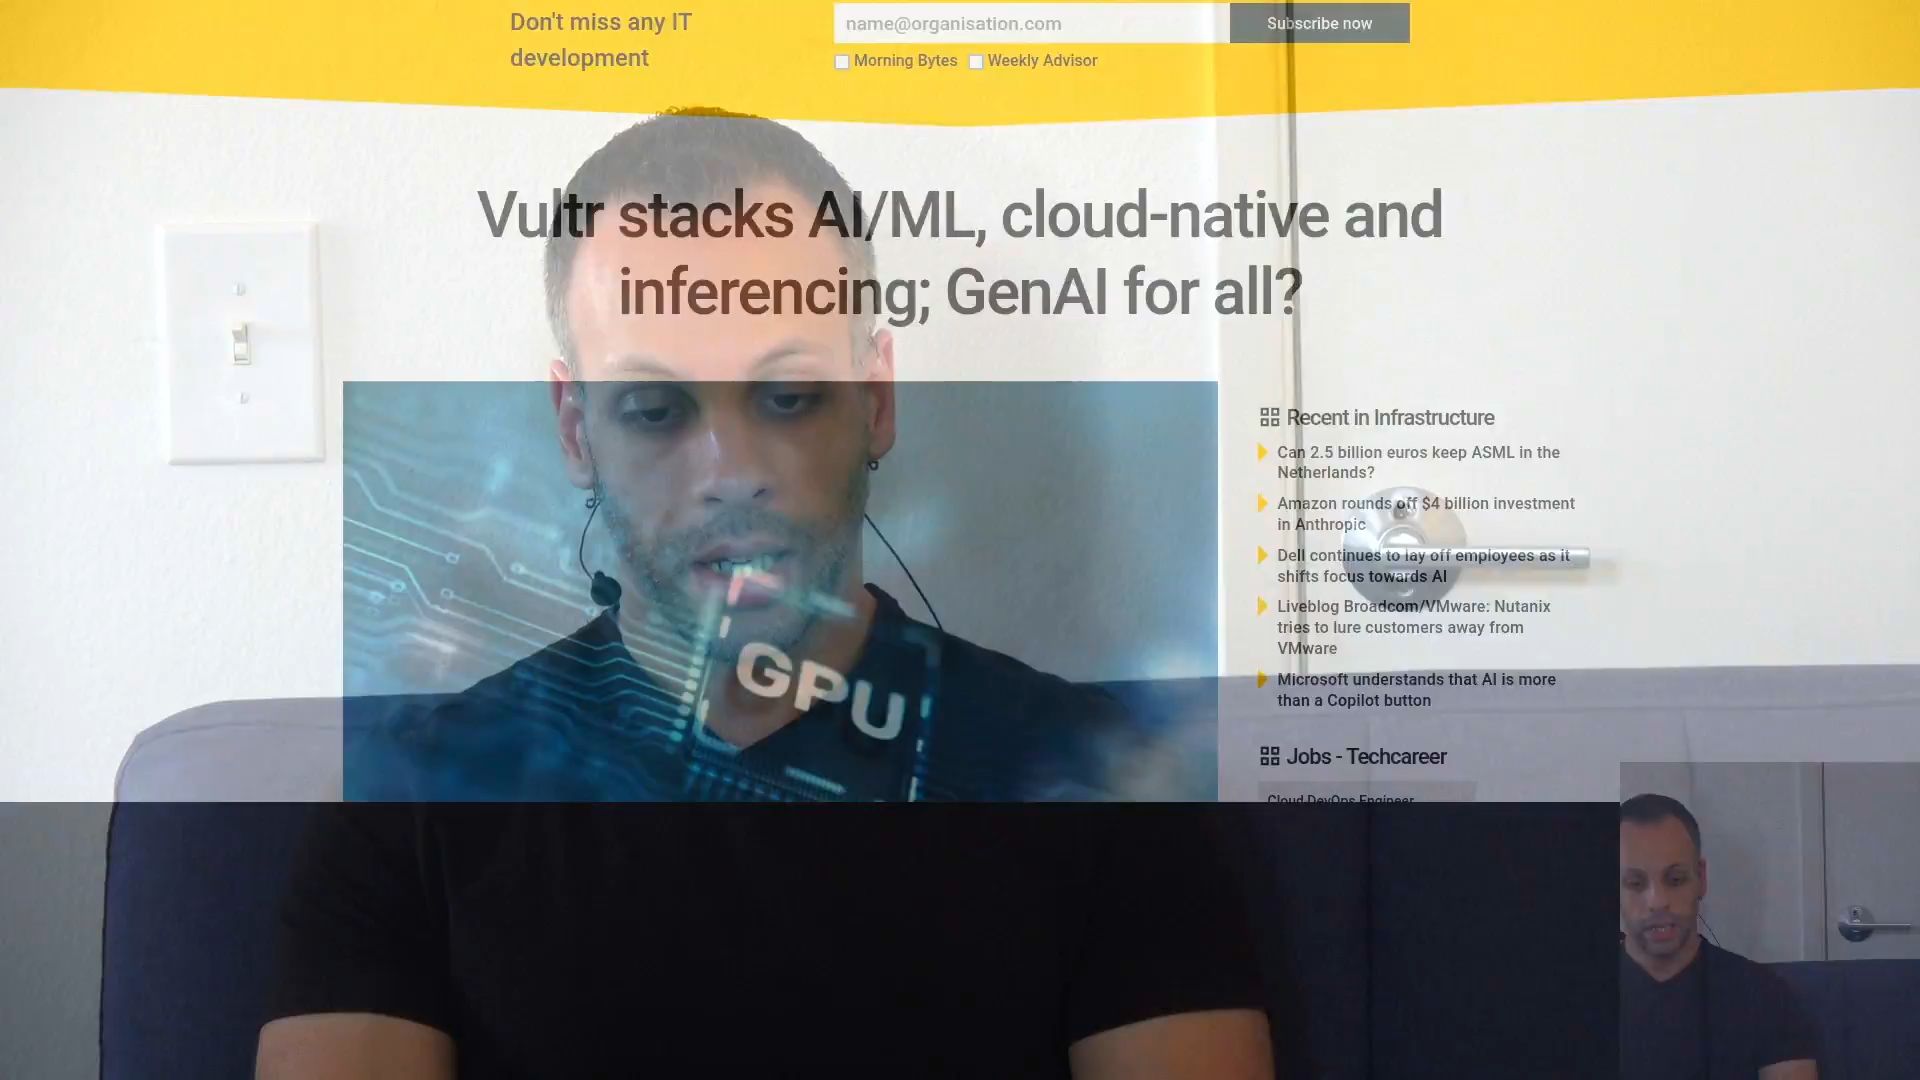 Don't miss any IT
development
name@organisation.com
Subscribe now
Morning Bytes
Weekly Advisor
Vultr stacks AI/ML, cloud-native and
inferencing; GenAI for all?
GPU
Recent in Infrastructure
Can 2.5 billion euros keep ASML in the
Netherlands?
Amazon rounds off $4 billion investment
in Anthropic
Dell continues to lay off employees as it
shifts focus towards AI
Liveblog Broadcom/VMware: Nutanix
tries to lure customers away from
VMware
Microsoft understands that AI is more
than a Copilot button
Jobs - Techcareer
Cloud DevOps Engineer